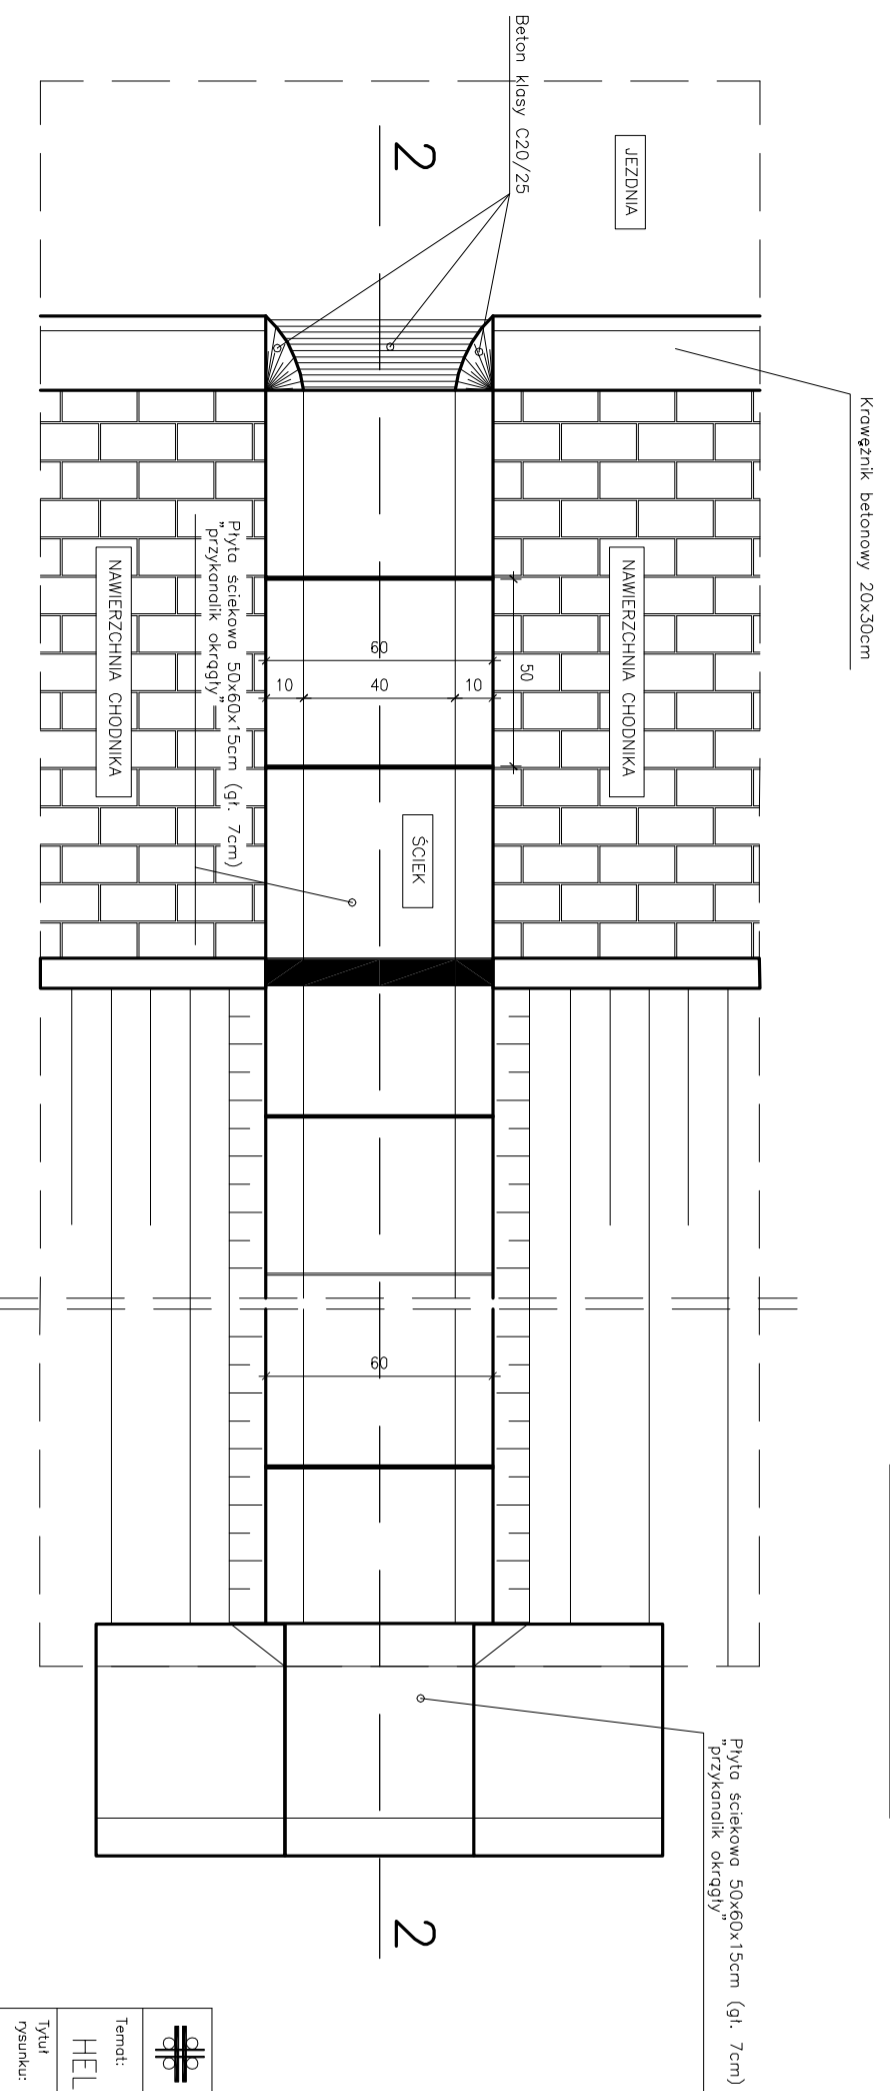 Krawężnik betonowy 20x30cm
JEZDNIA
Beton klasy C20/25
2
NAWIERZCHNIA CHODNIKA
NAWIERZCHNIA CHODNIKA
50
60
10
40
10
ŚCIEK
Płyta ściekowa 50x60x15cm (gł. 7cm)
"przykanalik okrągły"
60
Płyta ściekowa 50x60x15cm (gł. 7cm)
"przykanalik okrągły"
2
Temat:
HEL
Tytuł
rysunku: